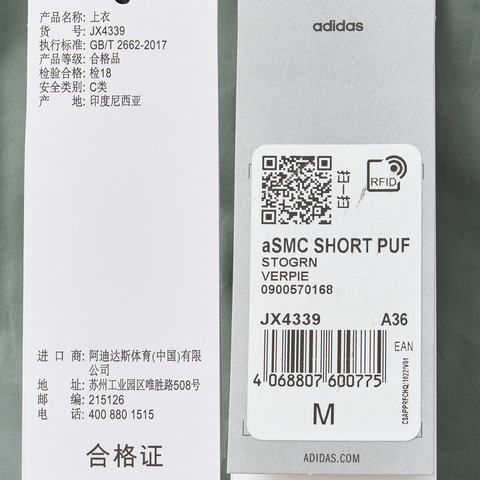 产品名称: 上衣
货 号: JX4339
执行标准: GB/T 2662-2017
产品等级: 合格品
检验合格: 检18
安全类别: C类
产 地: 印度尼西亚
进 口 商: 阿迪达斯体育(中国)有限
公司
地 址: 苏州工业园区唯胜路508号
邮 编: 215126
电 话: 400 880 1515
合格证
adidas
RFID
扫一扫
aSMC SHORT PUF
STOGRN
VERPIE
0900570168
JX4339 A36
EAN
4 068807 600775
M
ADIDAS.COM